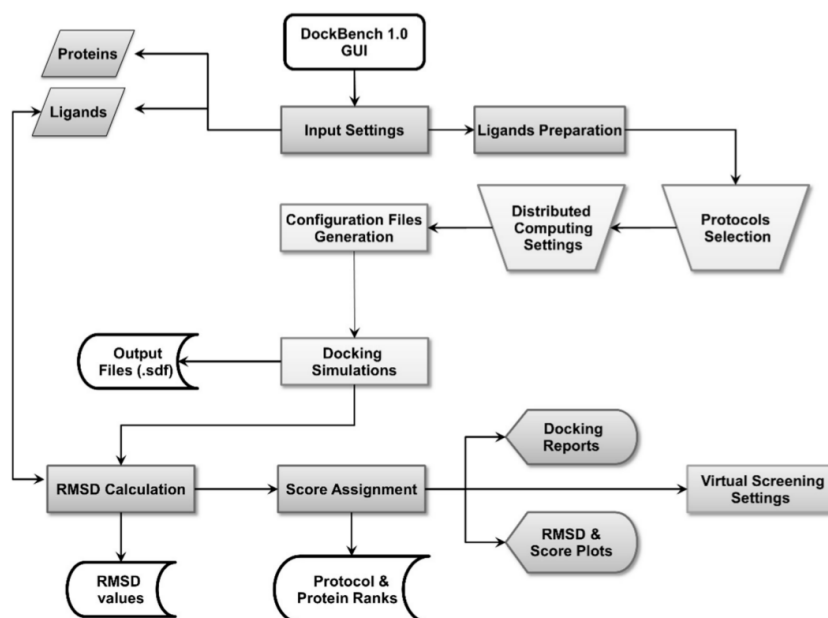 DockBench 1.0
GUI
Proteins
Ligands
Input Settings
Ligands Preparation
Protocols
Selection
Distributed
Computing
Settings
Configuration Files
Generation
Docking
Simulations
Output
Files (.sdf)
RMSD Calculation
Score Assignment
Docking
Reports
RMSD &
Score Plots
Virtual Screening
Settings
RMSD
values
Protocol &
Protein Ranks